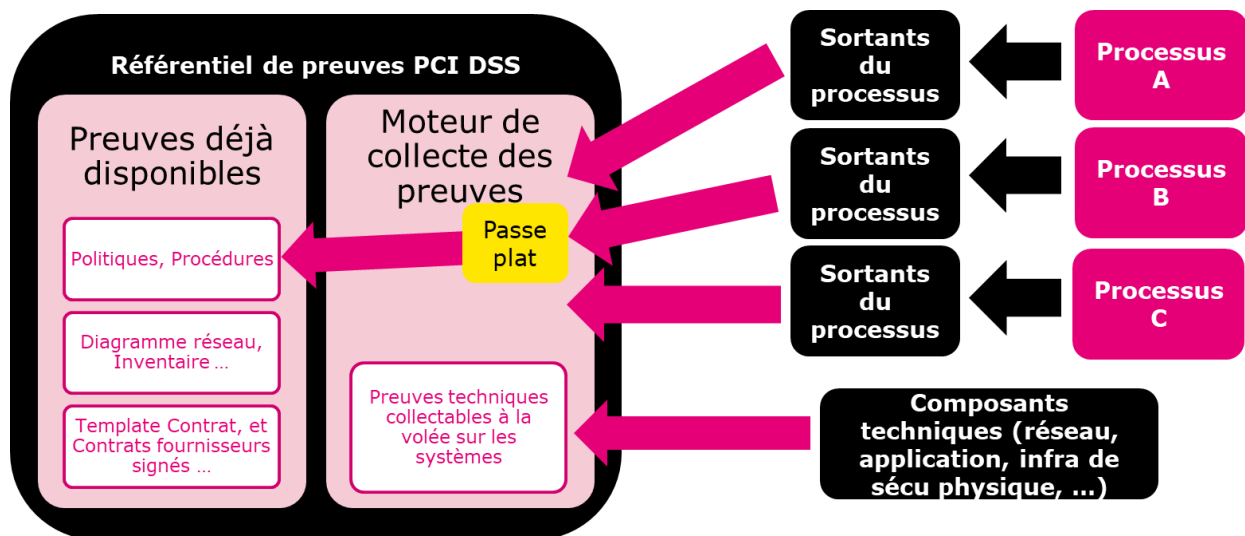 Référentiel de preuves PCI DSS
Preuves déjà
disponibles
Politiques, Procédures
Diagramme réseau,
Inventaire ...
Template Contrat, et
Contrats fournisseurs
signés ...
Moteur de
collecte des
preuves
Passe
plat
Preuves techniques
collectables à la
volée sur les
systèmes
Sortants
du
processus
Processus
A
Sortants
du
processus
Processus
B
Sortants
du
processus
Processus
C
Composants
techniques (réseau,
application, infra de
sécu physique, ...)